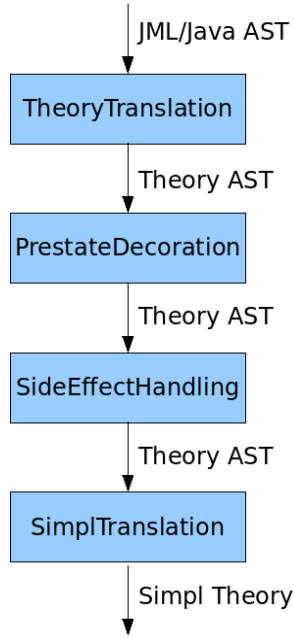 JML/Java AST
TheoryTranslation
Theory AST
PrestateDecoration
Theory AST
SideEffectHandling
Theory AST
SimplTranslation
Simpl Theory